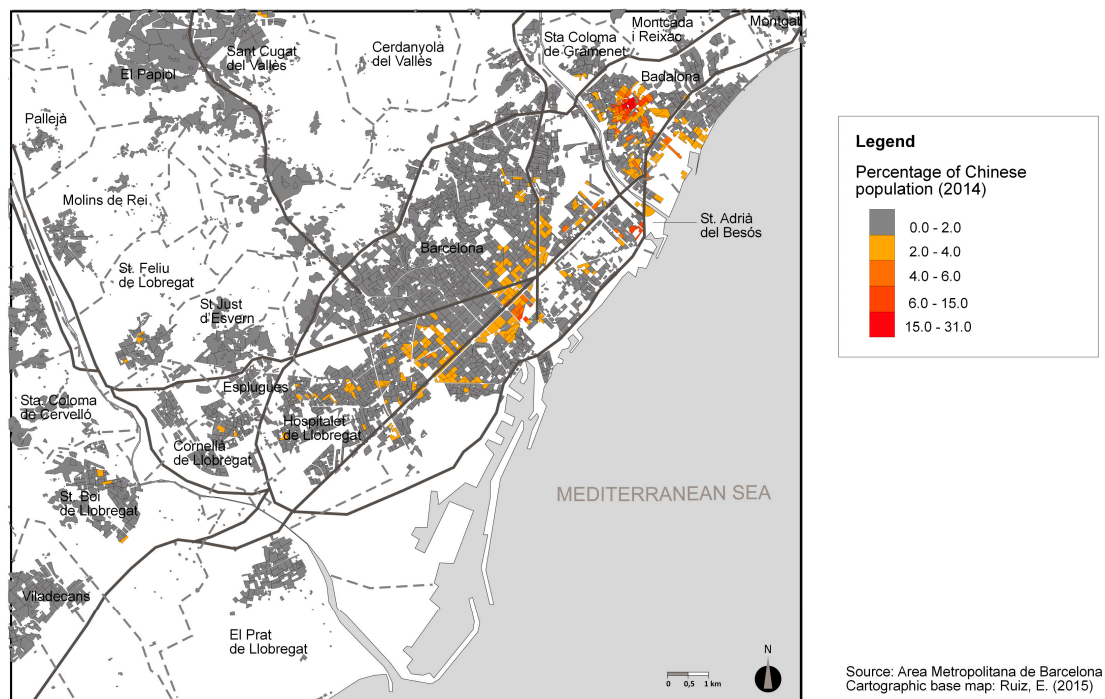 Montcada
i Reixac
Montgat
Sta Coloma
de Gramenet
Cerdanyolà
del Vallès
Sant Cugat
del Vallès
El Papiol
Badalona
Pallejà
Molins de Rei
St. Adrià
del Besós
Barcelona
St. Feliu
de Lobregat
St Just
d'Esvern
Esplugues
Sta. Coloma
de Cervelló
Hospitalet
de Llobregat
Cornellà
de Llobregat
St. Boi
de Llobregat
MEDITERRANEAN SEA
Viladecans
El Prat
de Llobregat
N
0 0,5 1 km
Legend
Percentage of Chinese
population (2014)
0.0 - 2.0
2.0 - 4.0
4.0 - 6.0
6.0 - 15.0
15.0 - 31.0
Source: Area Metropolitana de Barcelona
Cartographic base map: Ruiz, E. (2015)